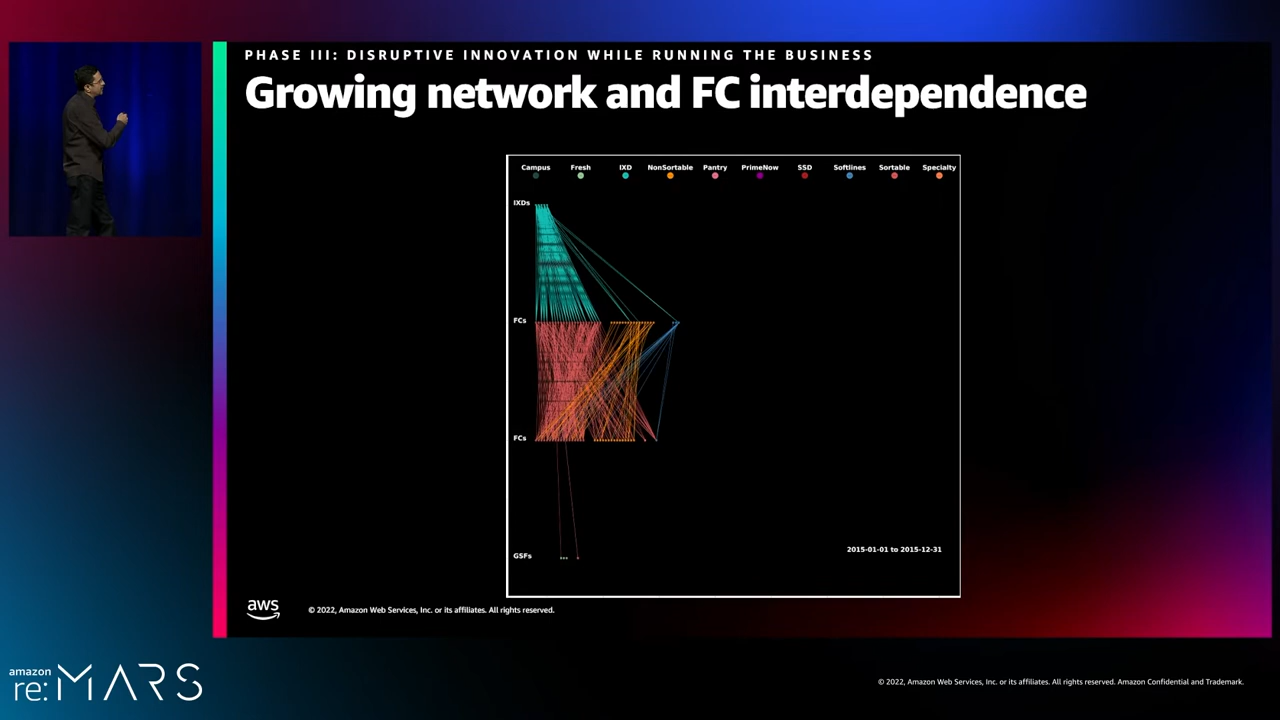 PHASE III: DISRUPTIVE INNOVATION WHILE RUNNING THE BUSINESS
Growing network and FC interdependence
Campus Fresh IXD NonSortable Pantry PrimeNow SSD Softlines Sortable Specialty
IXDs
FCs
FCs
2015-01-01 to 2015-12-31
GSFs
aws
© 2022, Amazon Web Services, Inc. or its affiliates. All rights reserved.
amazon
re:MARS
© 2022, Amazon Web Services, Inc. or its affiliates. All rights reserved. Amazon Confidential and Trademark.